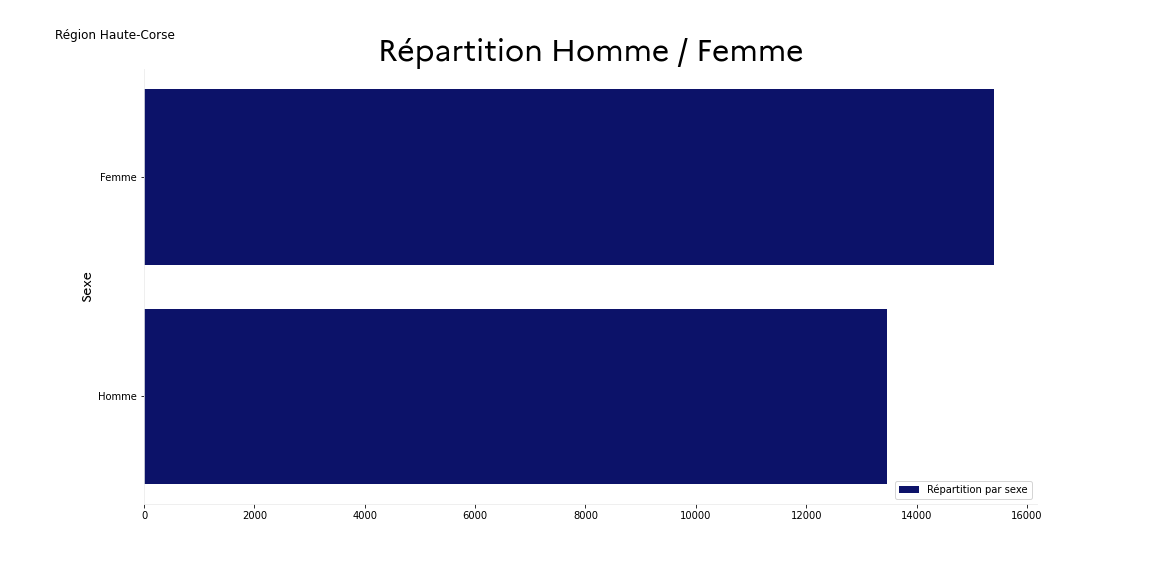 Région Haute-Corse
Répartition Homme / Femme
Femme
Sexe
Homme
Répartition par sexe
0 2000 4000 6000 8000 10000 12000 14000 16000